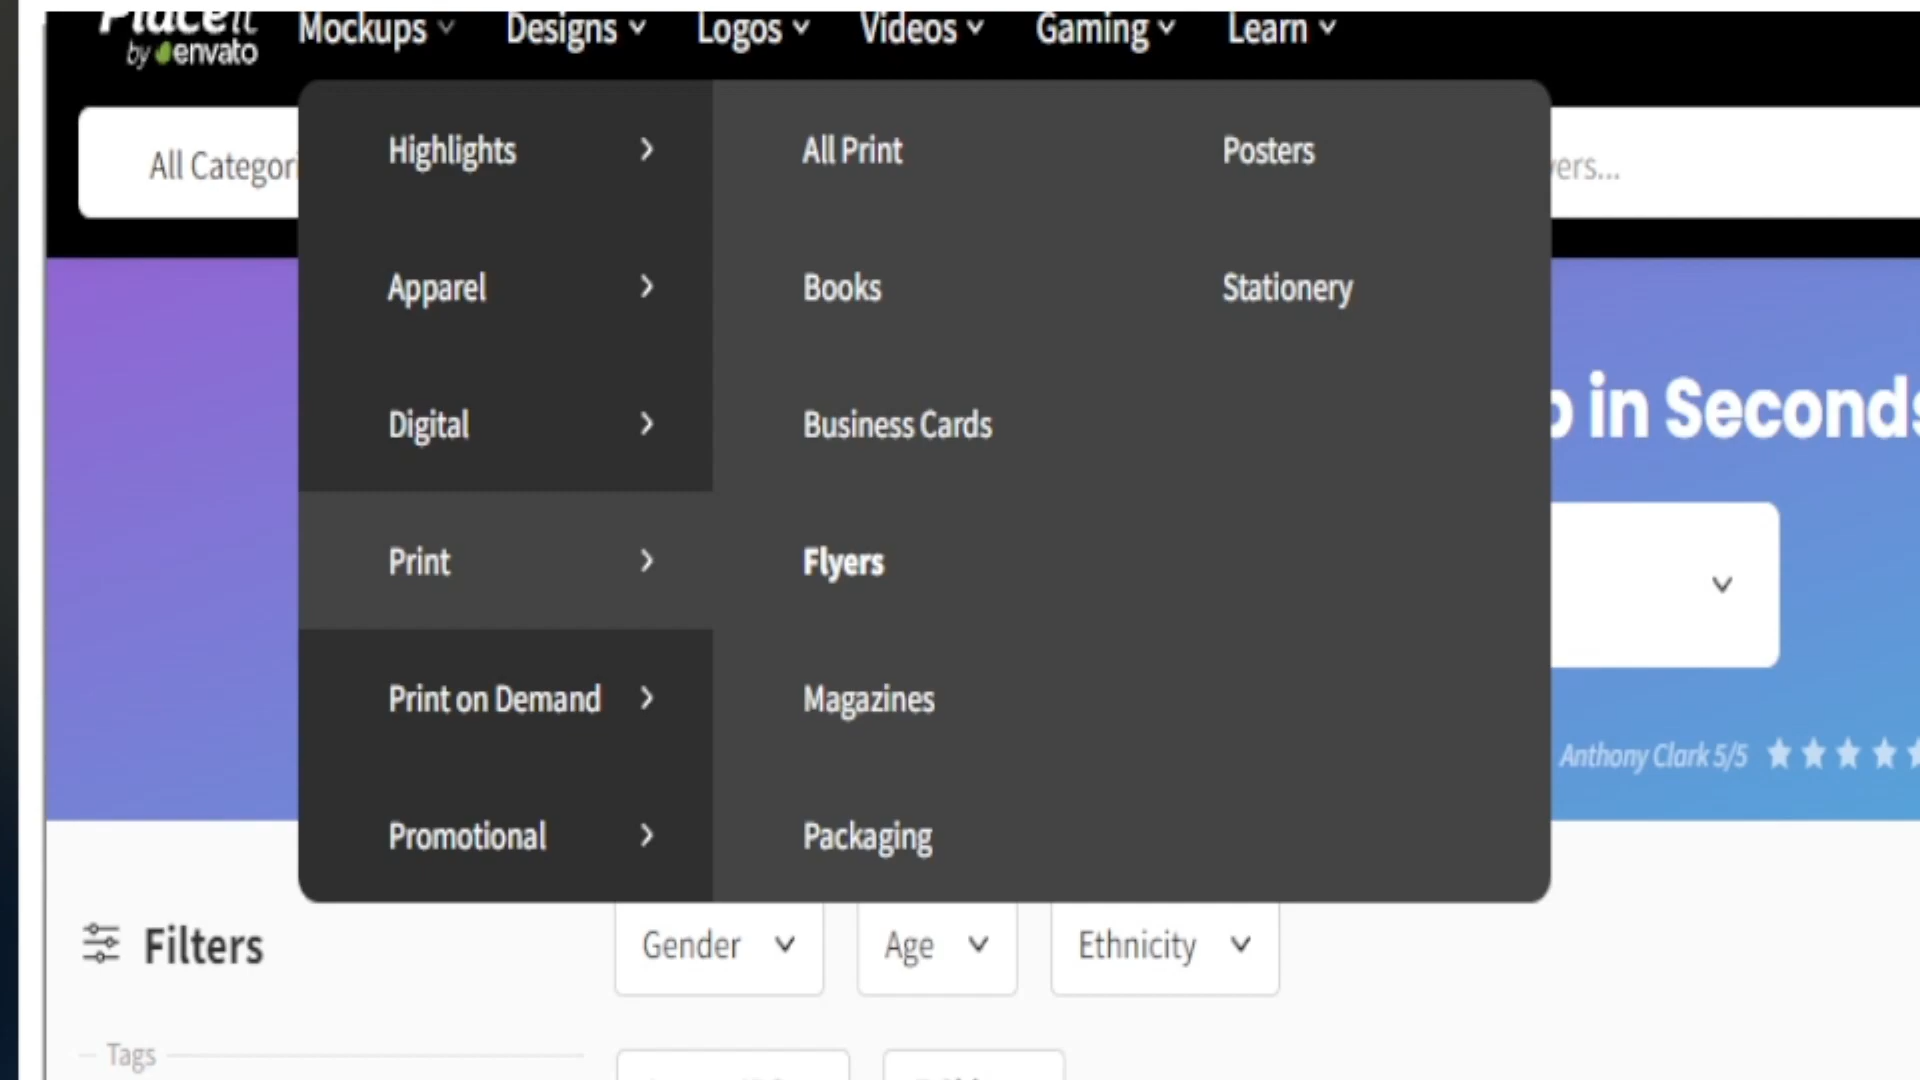 Placeit
by envato
Mockups Designs Logos Videos Gaming Learn
All Categori
ers...
Highlights
Apparel
Digital
Print
Print on Demand
Promotional
All Print
Books
Business Cards
Flyers
Magazines
Packaging
Posters
Stationery
in Seconds
Anthony Clark 5/5
Filters
Gender
Age
Ethnicity
Tags